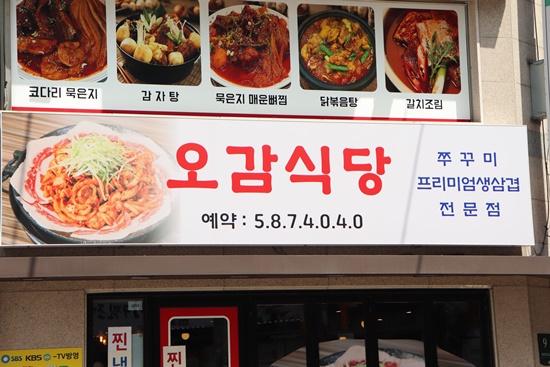 코다리 묵은지
감자탕
묵은지 매운뼈찜
닭볶음탕
갈치조림
오감식당
예약 : 5.8.7.4.0.4.0
쭈꾸미
프리미엄생삼겹
전문점
찐
내
찌
SBS KBS -TV방영
9